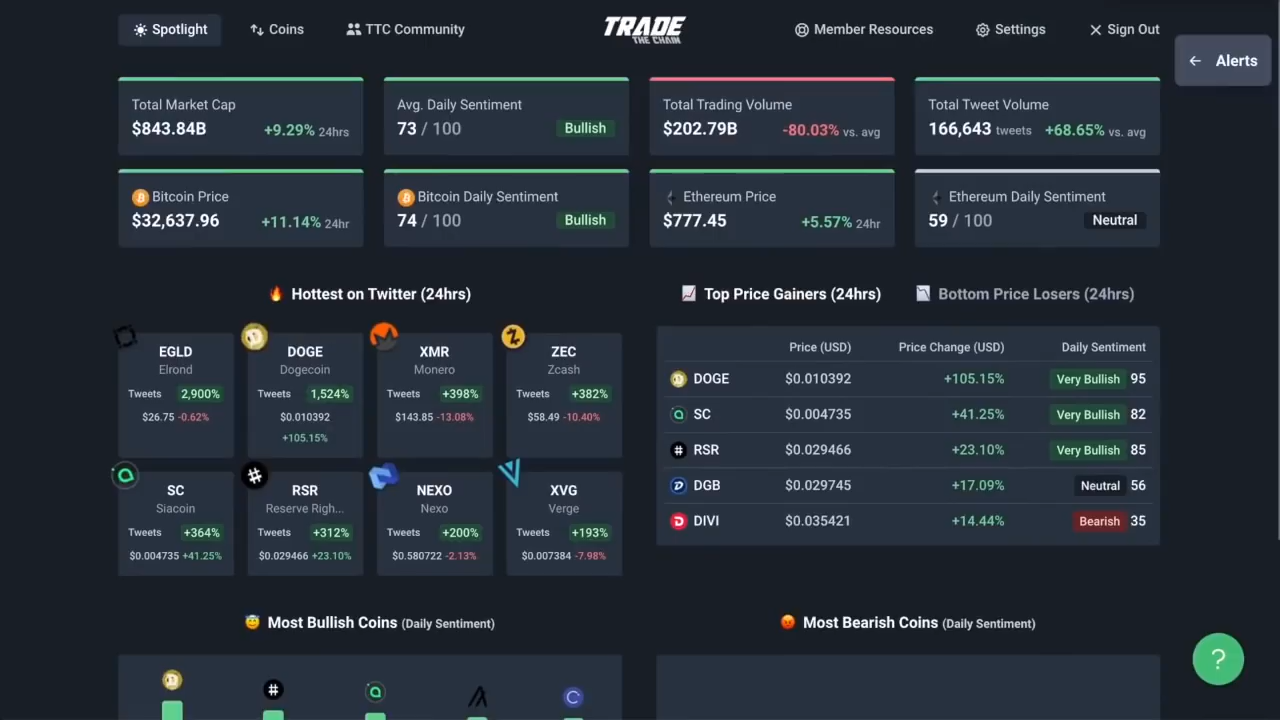 Spotlight
Coins
TTC Community
TRADE
THE CHAIN
Member Resources
Settings
Sign Out
Alerts
Total Market Cap
$843.84B
+9.29% 24hrs
Avg. Daily Sentiment
73 / 100
Bullish
Total Trading Volume
$202.79B
-80.03% vs. avg
Total Tweet Volume
166,643 tweets
+68.65% vs. avg
Bitcoin Price
$32,637.96
+11.14% 24hr
Bitcoin Daily Sentiment
74 / 100
Bullish
Ethereum Price
$777.45
+5.57% 24hr
Ethereum Daily Sentiment
59 / 100
Neutral
Hottest on Twitter (24hrs)
EGLD
Elrond
Tweets 2,900%
$26.75 -0.62%
DOGE
Dogecoin
Tweets 1,524%
$0.010392
+105.15%
XMR
Monero
Tweets +398%
$143.85 -13.08%
ZEC
Zcash
Tweets +382%
$58.49 -10.40%
SC
Siacoin
Tweets +364%
$0.004735 +41.25%
RSR
Reserve Righ...
Tweets +312%
$0.029466 +23.10%
NEXO
Nexo
Tweets +200%
$0.580722 -2.13%
XVG
Verge
Tweets +193%
$0.007384 -7.98%
Top Price Gainers (24hrs)
Bottom Price Losers (24hrs)
Price (USD) Price Change (USD) Daily Sentiment
DOGE $0.010392 +105.15% Very Bullish 95
SC $0.004735 +41.25% Very Bullish 82
RSR $0.029466 +23.10% Very Bullish 85
DGB $0.029745 +17.09% Neutral 56
DIVI $0.035421 +14.44% Bearish 35
Most Bullish Coins (Daily Sentiment)
Most Bearish Coins (Daily Sentiment)
?